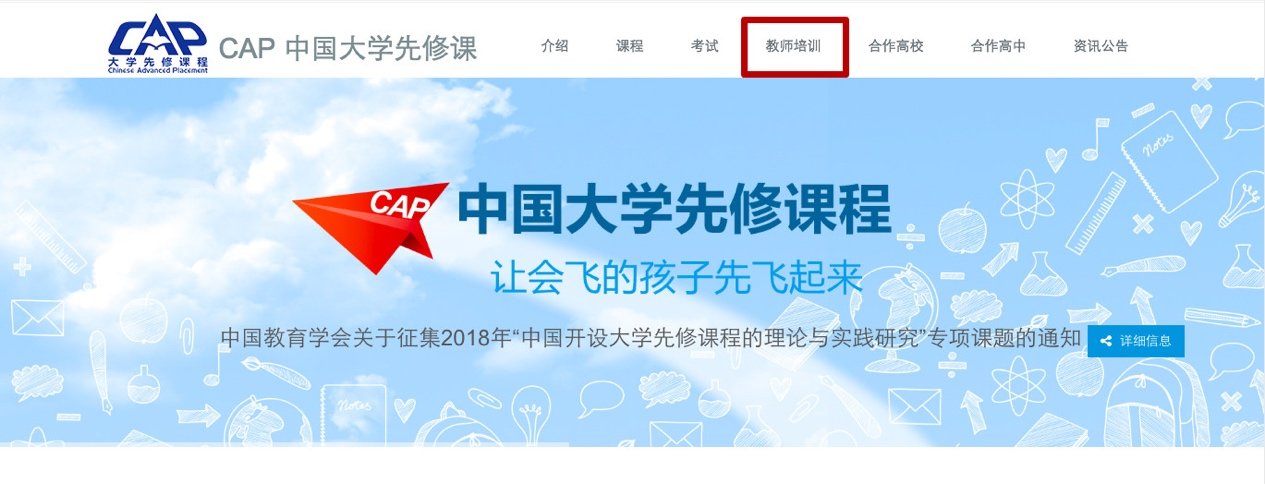 CAP
大学先修课程
Chinese Advanced Placement
CAP 中国大学先修课
介绍 课程 考试 教师培训 合作高校 合作高中 资讯公告
Notes
CAP
中国大学先修课程
让会飞的孩子先飞起来
中国教育学会关于征集2018年“中国开设大学先修课程的理论与实践研究”专项课题的通知 详细信息
Notes